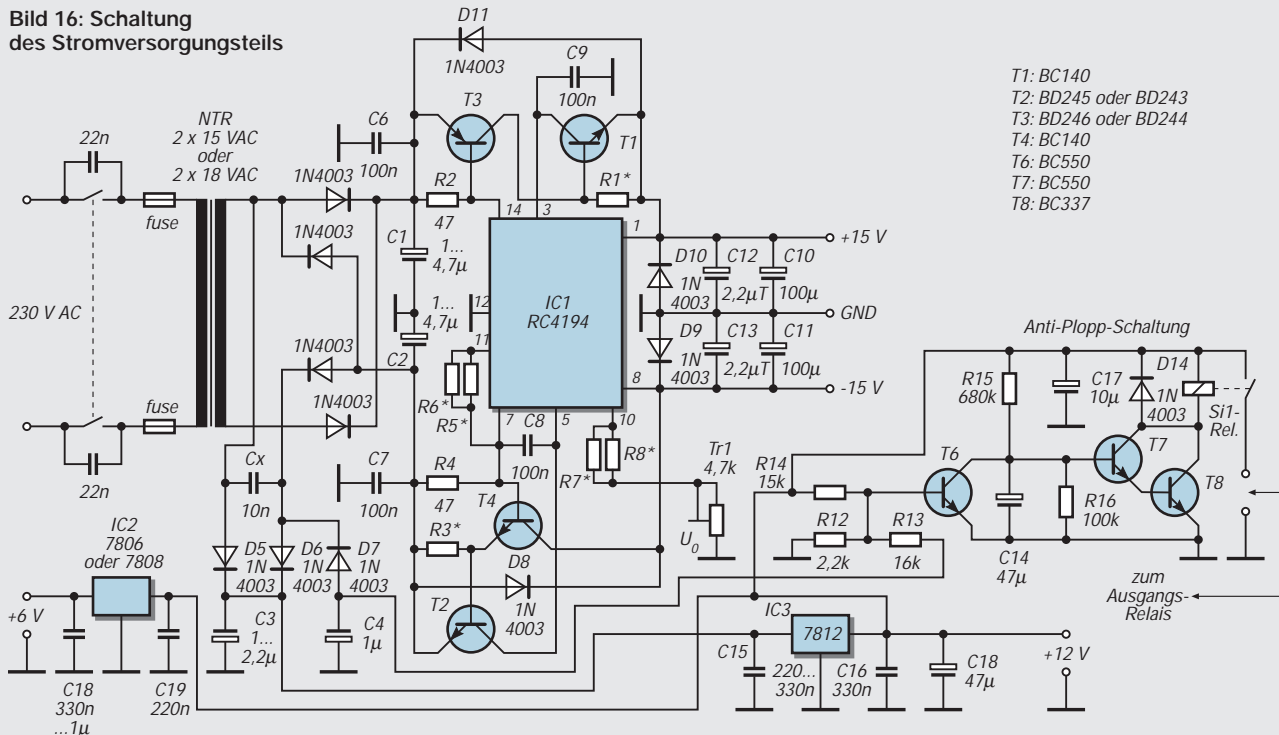 Bild 16: Schaltung
des Stromversorgungsteils
D11
1N4003
C9
100n
T1: BC140
T2: BD245 oder BD243
T3: BD246 oder BD244
T4: BC140
T6: BC550
T7: BC550
T8: BC337
NTR
2 x 15 VAC
oder
2 x 18 VAC
22n
C6
100n
T3
T1
1N4003
R2
47
R1*
fuse
14
3
1
+15 V
1N4003
C1
1...
4,7µ
D10
1N
4003
C12
2,2µT
C10
100µ
230 V AC
IC1
RC4194
12
GND
1...
4,7µ
11
C2
D9
1N
4003
C13
2,2µT
C11
100µ
Anti-Plopp-Schaltung
1N4003
8
-15 V
1N4003
fuse
R6*
R5*
7
C8
5
10
100n
R7*
R8*
Tr1
4,7k
U0
R15
680k
C17
10µ
D14
1N
4003
Si1-
Rel.
22n
Cx
10n
C7
100n
R4
47
T4
R3*
R14
15k
T6
T7
T8
R12
2,2k
R13
16k
R16
100k
C14
47µ
IC2
7806
oder 7808
D5
1N
4003
D6
1N
4003
D7
1N
4003
D8
1N
4003
T2
zum
Ausgangs-
Relais
+6 V
C3
1...
2,2µ
C4
1µ
IC3
7812
C15
220...
330n
C16
330n
C18
47µ
+12 V
C18
330n
...1µ
C19
220n